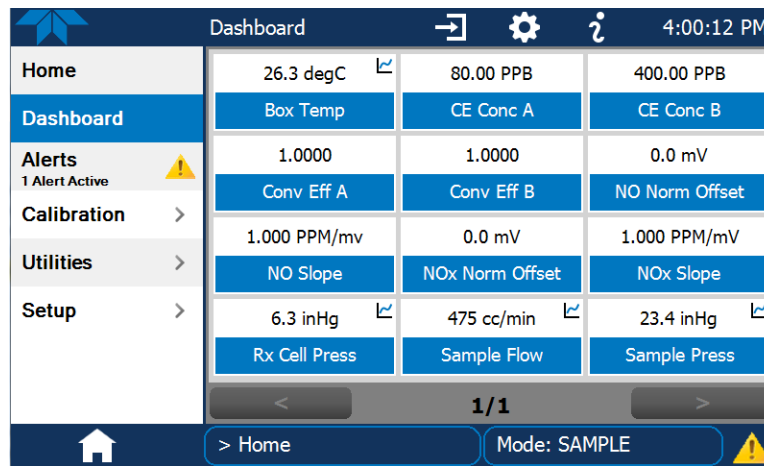 Dashboard
4:00:12 PM
Home
Dashboard
Alerts
1 Alert Active
Calibration
Utilities
Setup
26.3 degC
80.00 PPB
400.00 PPB
Box Temp
CE Conc A
CE Conc B
1.0000
1.0000
0.0 mV
Conv Eff A
Conv Eff B
NO Norm Offset
1.000 PPM/mv
0.0 mV
1.000 PPM/mV
NO Slope
NOx Norm Offset
NOx Slope
6.3 inHg
475 cc/min
23.4 inHg
Rx Cell Press
Sample Flow
Sample Press
<
1/1
>
> Home
Mode: SAMPLE